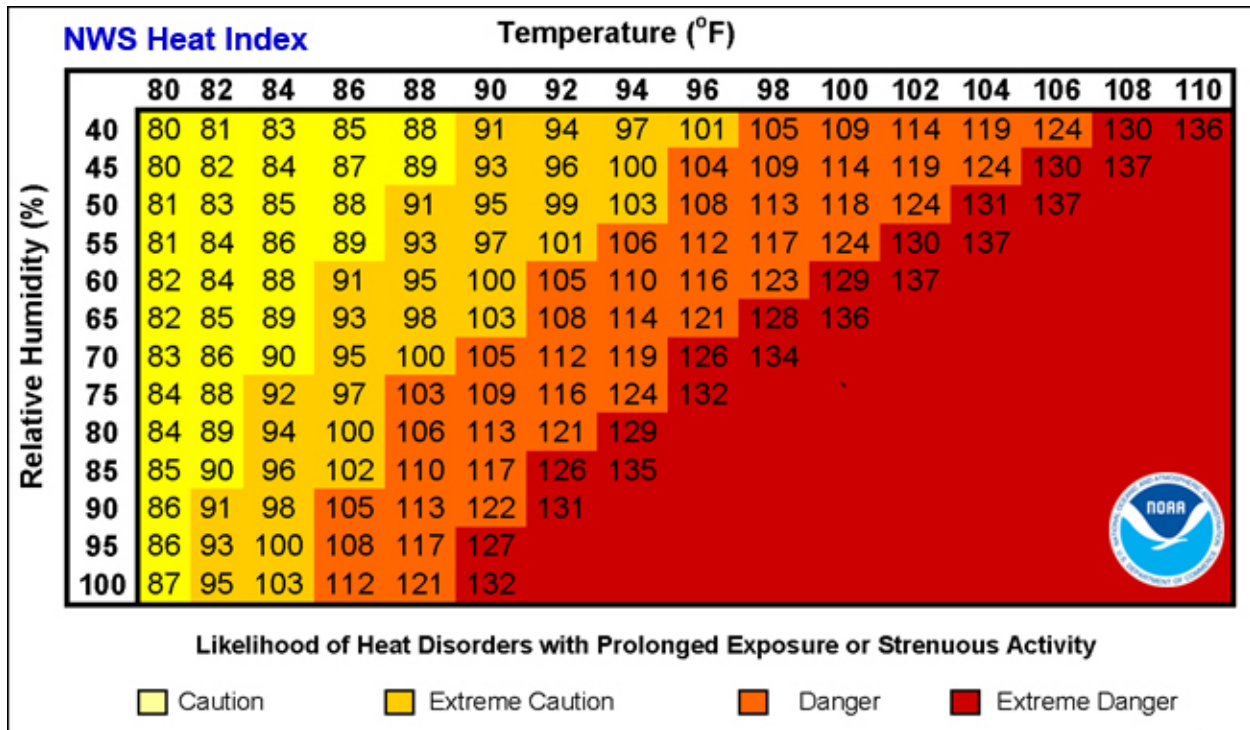 NWS Heat Index Temperature (°F)
80 82 84 86 88 90 92 94 96 98 100 102 104 106 108 110
Relative Humidity (%)
40 80 81 83 85 88 91 94 97 101 105 109 114 119 124 130 136
45 80 82 84 87 89 93 96 100 104 109 114 119 124 130 137
50 81 83 85 88 91 95 99 103 108 113 118 124 131 137
55 81 84 86 89 93 97 101 106 112 117 124 130 137
60 82 84 88 91 95 100 105 110 116 123 129 137
65 82 85 89 93 98 103 108 114 121 128 136
70 83 86 90 95 100 105 112 119 126 134
75 84 88 92 97 103 109 116 124 132
80 84 89 94 100 106 113 121 129
85 85 90 96 102 110 117 126 135
90 86 91 98 105 113 122 131
95 86 93 100 108 117 127
100 87 95 103 112 121 132
NATIONAL OCEANIC AND ATMOSPHERIC ADMINISTRATION
NOAA
U.S. DEPARTMENT OF COMMERCE
Likelihood of Heat Disorders with Prolonged Exposure or Strenuous Activity
Caution Extreme Caution Danger Extreme Danger